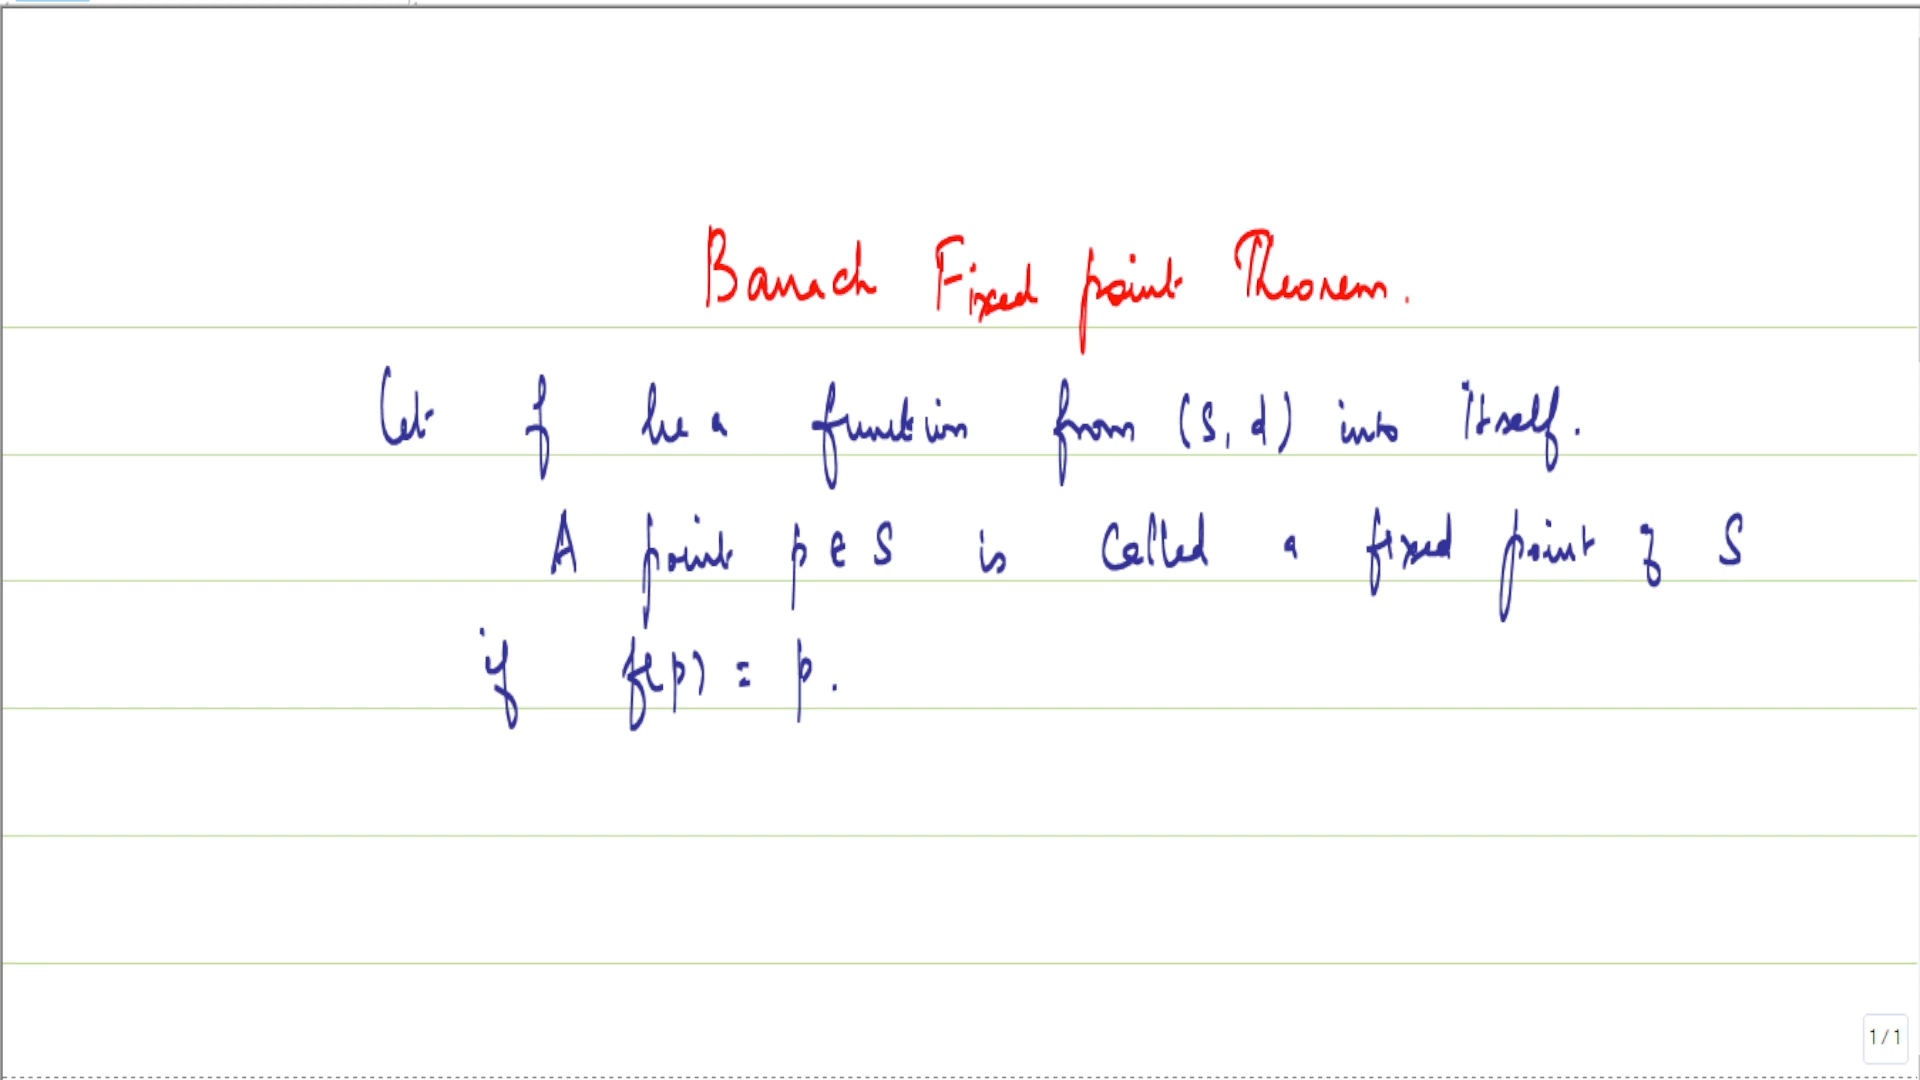 Banach Fixed point Theorem.
Let f be a function from (S, d) into itself.
A point p ∈ S is called a fixed point of S
if f(p) = p.
1 / 1